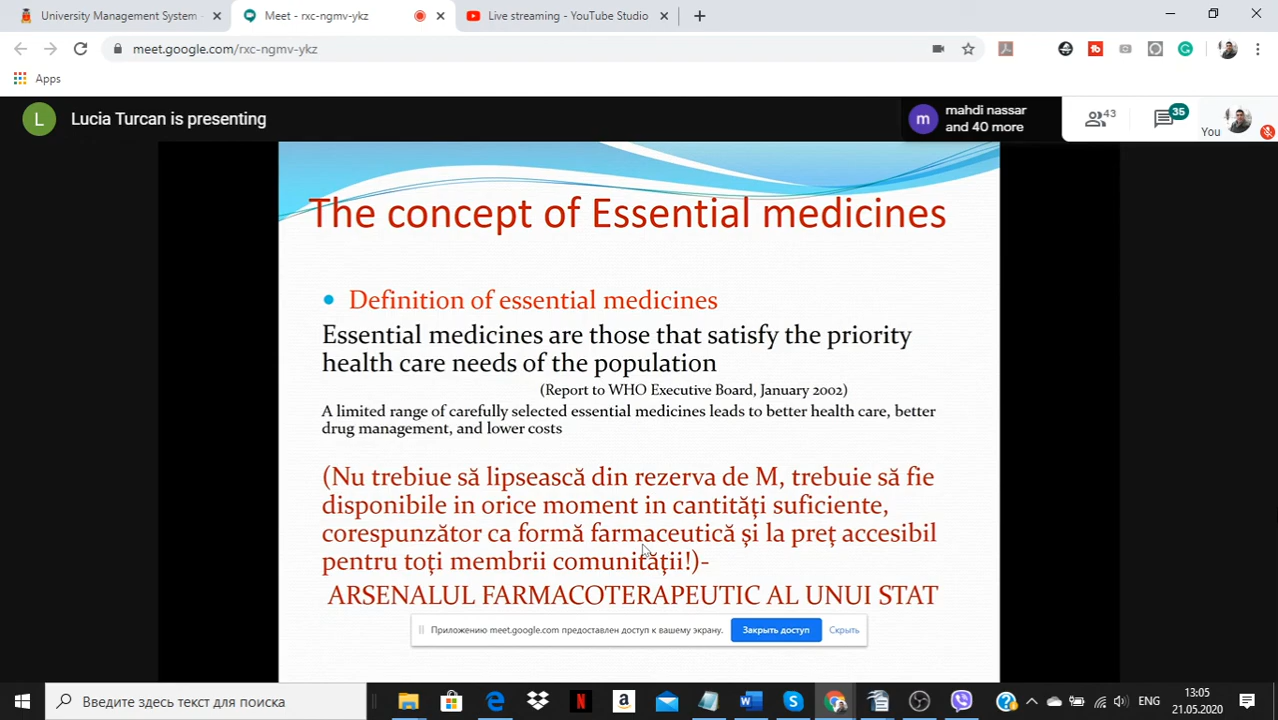 University Management System -
Meet - rxc-ngmv-ykz
Live streaming - YouTube Studio
meet.google.com/rxc-ngmv-ykz
Apps
L
Lucia Turcan is presenting
m
mahdi nassar
and 40 more
43
35
You
The concept of Essential medicines
Definition of essential medicines
Essential medicines are those that satisfy the priority
health care needs of the population
(Report to WHO Executive Board, January 2002)
A limited range of carefully selected essential medicines leads to better health care, better
drug management, and lower costs
(Nu trebiue să lipsească din rezerva de M, trebuie să fie
disponibile in orice moment in cantități suficiente,
corespunzător ca formă farmaceutică și la preț accesibil
pentru toți membrii comunității!)-
ARSENALUL FARMACOTERAPEUTIC AL UNUI STAT
Приложению meet.google.com предоставлен доступ к вашему экрану.
Закрыть доступ
Скрыть
Введите здесь текст для поиска
ENG
13:05
21.05.2020